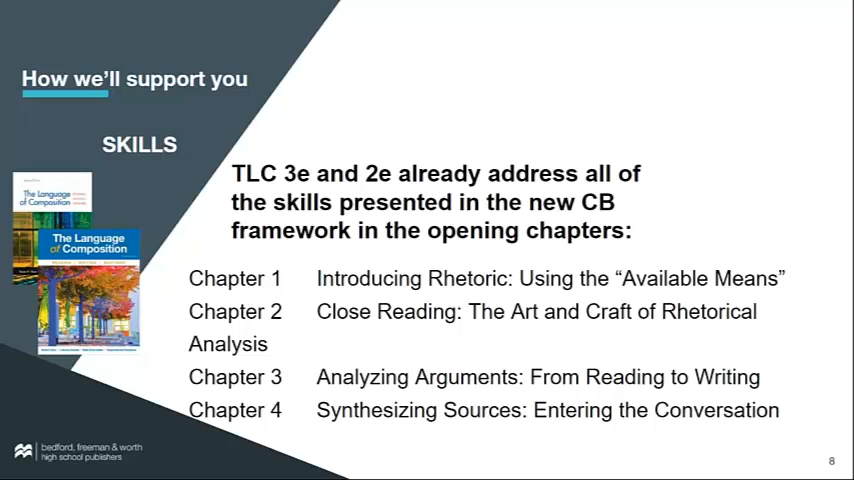 How we'll support you
SKILLS
The Language
of Composition
The Language
of Composition
TLC 3e and 2e already address all of
the skills presented in the new CB
framework in the opening chapters:
Chapter 1 Introducing Rhetoric: Using the “Available Means”
Chapter 2 Close Reading: The Art and Craft of Rhetorical
Analysis
Chapter 3 Analyzing Arguments: From Reading to Writing
Chapter 4 Synthesizing Sources: Entering the Conversation
bedford, freeman & worth
high school publishers
8